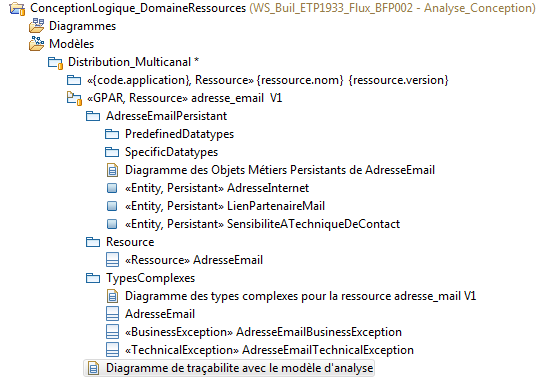 ConceptionLogique_DomaineRessources (WS_Buil_ETP1933_Flux_BFP002 - Analyse_Conception)
Diagrammes
Modèles
Distribution_Multicanal *
«{code.application}, Ressource» {ressource.nom} {ressource.version}
«GPAR, Ressource» adresse_email V1
AdresseEmailPersistant
PredefinedDatatypes
SpecificDatatypes
Diagramme des Objets Métiers Persistants de AdresseEmail
«Entity, Persistant» AdresseInternet
«Entity, Persistant» LienPartenaireMail
«Entity, Persistant» SensibiliteATechniqueDeContact
Resource
«Ressource» AdresseEmail
TypesComplexes
Diagramme des types complexes pour la ressource adresse_mail V1
AdresseEmail
«BusinessException» AdresseEmailBusinessException
«TechnicalException» AdresseEmailTechnicalException
Diagramme de traçabilite avec le modèle d'analyse